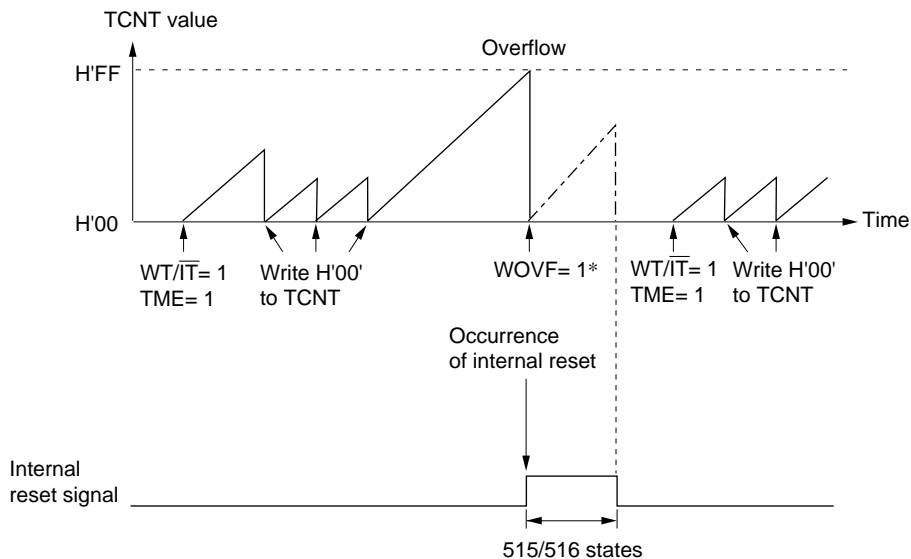 TCNT value
Overflow
H'FF
H'00
Time
WT/IT= 1
TME= 1
Write H'00'
to TCNT
WOVF= 1*
WT/IT= 1
TME= 1
Write H'00'
to TCNT
Occurrence
of internal reset
Internal
reset signal
515/516 states